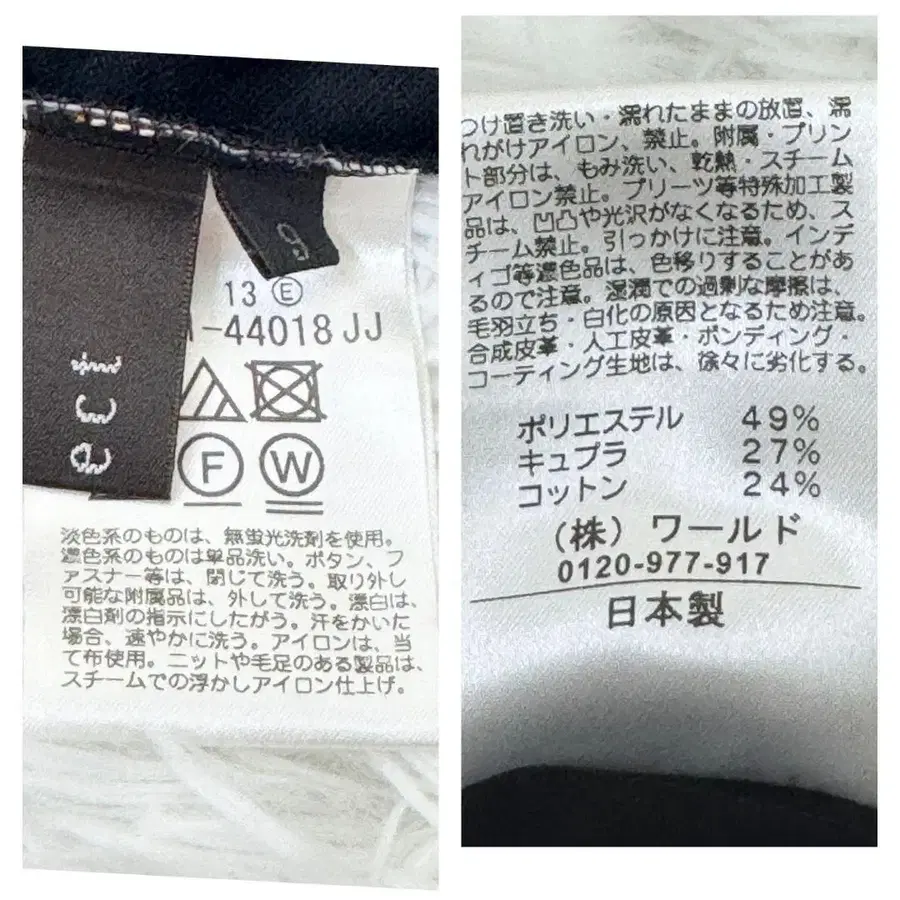 ect
9
13 E
-44018 JJ
F
W
淡色系のものは、無蛍光洗剤を使用。
濃色系のものは単品洗い。ボタン、フ
ァスナー等は、閉じて洗う。取り外し
可能な附属品は、外して洗う。漂白は、
漂白剤の指示にしたがう。汗をかいた
場合、速やかに洗う。アイロンは、当
て布使用。ニットや毛足のある製品は、
スチームでの浮かしアイロン仕上げ。
つけ置き洗い・濡れたままの放置、濡
れがけアイロン、禁止。附属・プリン
ト部分は、もみ洗い、乾熱・スチーム
アイロン禁止。プリーツ等特殊加工製
品は、凹凸や光沢がなくなるため、ス
チーム禁止。引っかけに注意。インデ
ィゴ等濃色品は、色移りすることがあ
るので注意。湿潤での過剰な摩擦は、
毛羽立ち・白化の原因となるため注意。
合成皮革・人工皮革・ボンディング・
コーティング生地は、徐々に劣化する。
ポリエステル 49%
キュプラ 27%
コットン 24%
(株) ワールド
0120-977-917
日本製